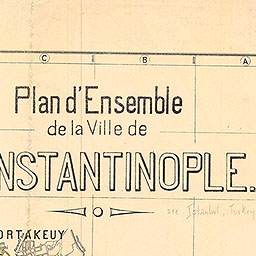 C B A
Plan d'Ensemble
de la Ville de
NSTANTINOPLE.
see Istanbul, Turkey
ORTAKEUY